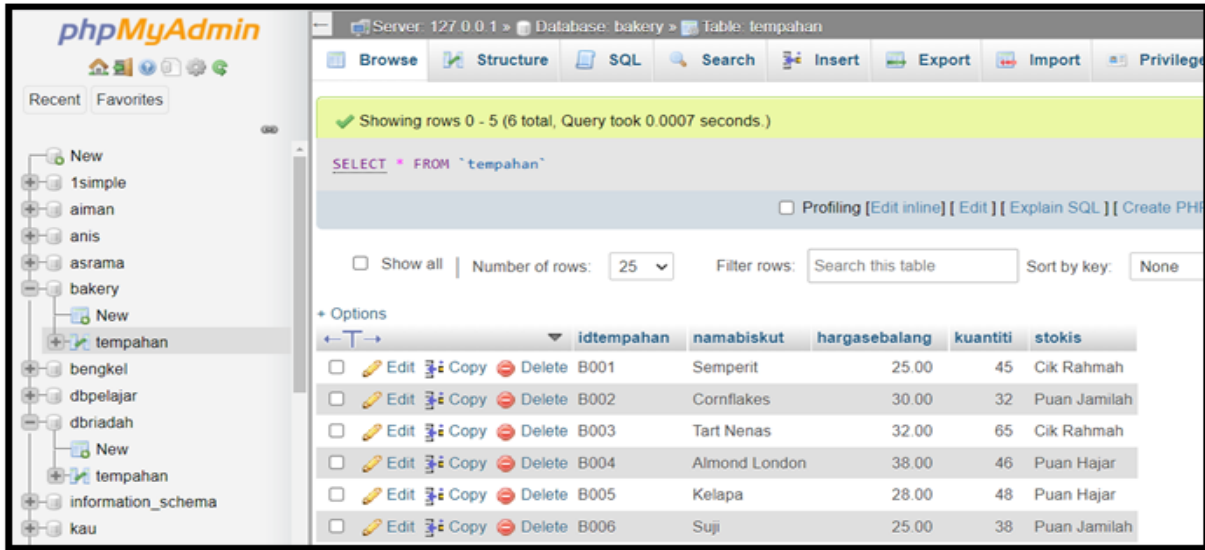 phpMyAdmin
Recent Favorites
New
1simple
aiman
anis
asrama
bakery
New
tempahan
bengkel
dbpelajar
dbriadah
New
tempahan
information_schema
kau
Server: 127.0.0.1 » Database: bakery » Table: tempahan
Browse Structure SQL Search Insert Export Import Privilege
Showing rows 0 - 5 (6 total, Query took 0.0007 seconds.)
SELECT * FROM `tempahan`
Profiling [Edit inline] [ Edit ] [ Explain SQL ] [ Create PHP
Show all | Number of rows: 25 Filter rows: Search this table Sort by key: None
+ Options
←T→ idtempahan namabiskut hargasebalang kuantiti stokis
Edit Copy Delete B001 Semperit 25.00 45 Cik Rahmah
Edit Copy Delete B002 Cornflakes 30.00 32 Puan Jamilah
Edit Copy Delete B003 Tart Nenas 32.00 65 Cik Rahmah
Edit Copy Delete B004 Almond London 38.00 46 Puan Hajar
Edit Copy Delete B005 Kelapa 28.00 48 Puan Hajar
Edit Copy Delete B006 Suji 25.00 38 Puan Jamilah